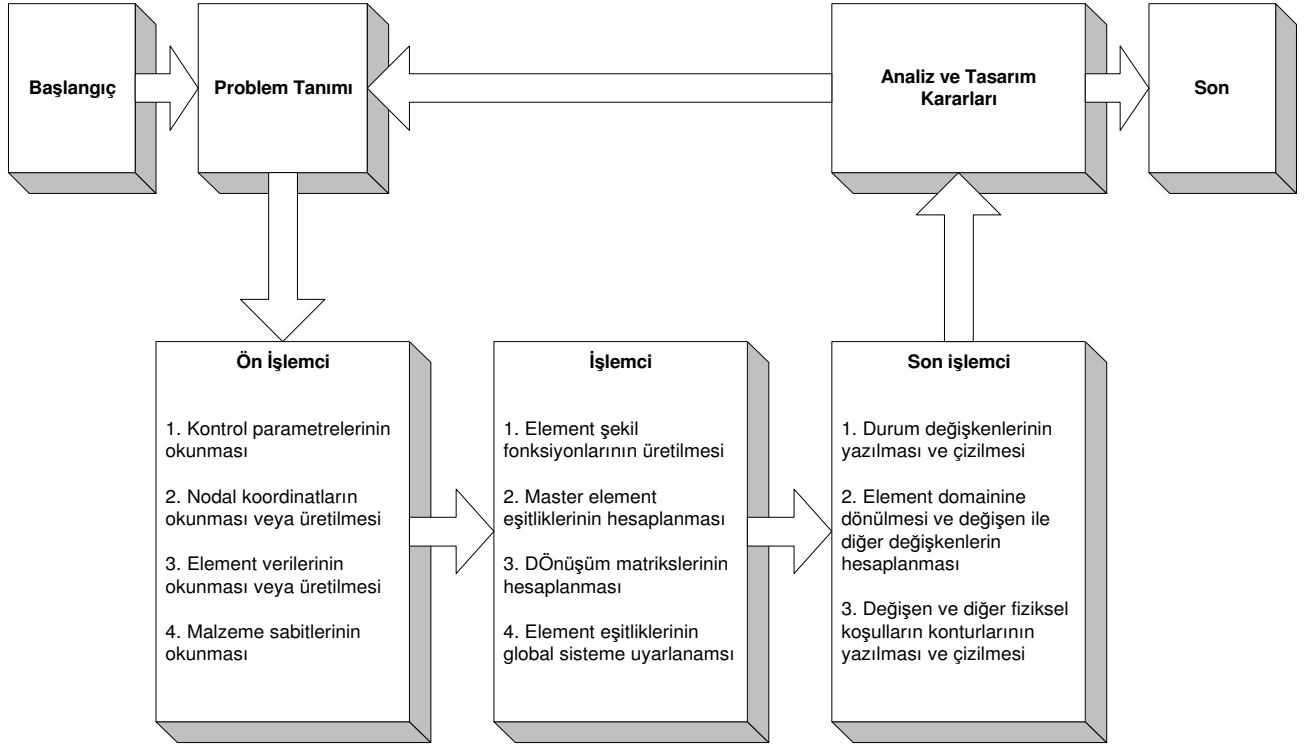 Başlangıç
Problem Tanımı
Analiz ve Tasarım
Kararları
Son
Ön İşlemci
1. Kontrol parametrelerinin
okunması
2. Nodal koordinatların
okunması veya üretilmesi
3. Element verilerinin
okunması veya üretilmesi
4. Malzeme sabitlerinin
okunması
İşlemci
1. Element şekil
fonksiyonlarının üretilmesi
2. Master element
eşitliklerinin hesaplanması
3. DÖnüşüm matrikslerinin
hesaplanması
4. Element eşitliklerinin
global sisteme uyarlanamsı
Son işlemci
1. Durum değişkenlerinin
yazılması ve çizilmesi
2. Element domainine
dönülmesi ve değişen ile
diğer değişkenlerin
hesaplanması
3. Değişen ve diğer fiziksel
koşulların konturlarının
yazılması ve çizilmesi